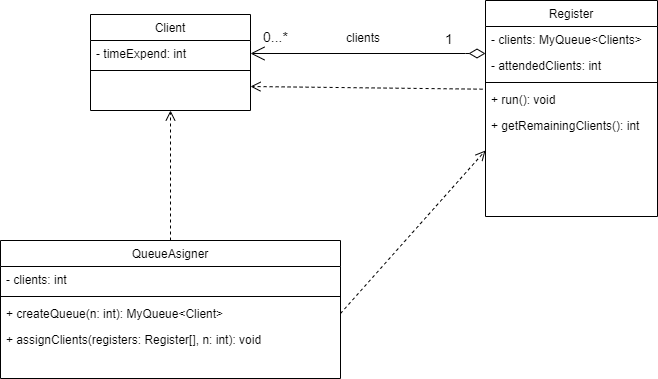 Client
- timeExpend: int
0...*
clients
1
Register
- clients: MyQueue<Clients>
- attendedClients: int
+ run(): void
+ getRemainingClients(): int
QueueAsigner
- clients: int
+ createQueue(n: int): MyQueue<Client>
+ assignClients(registers: Register[], n: int): void